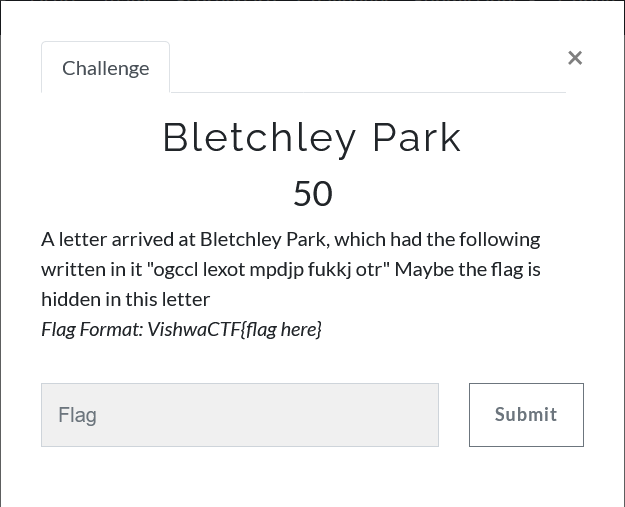 Challenge
×
Bletchley Park
50
A letter arrived at Bletchley Park, which had the following
written in it "ogccl lexot mpdjp fukkj otr" Maybe the flag is
hidden in this letter
Flag Format: VishwaCTF{flag here}
Flag
Submit